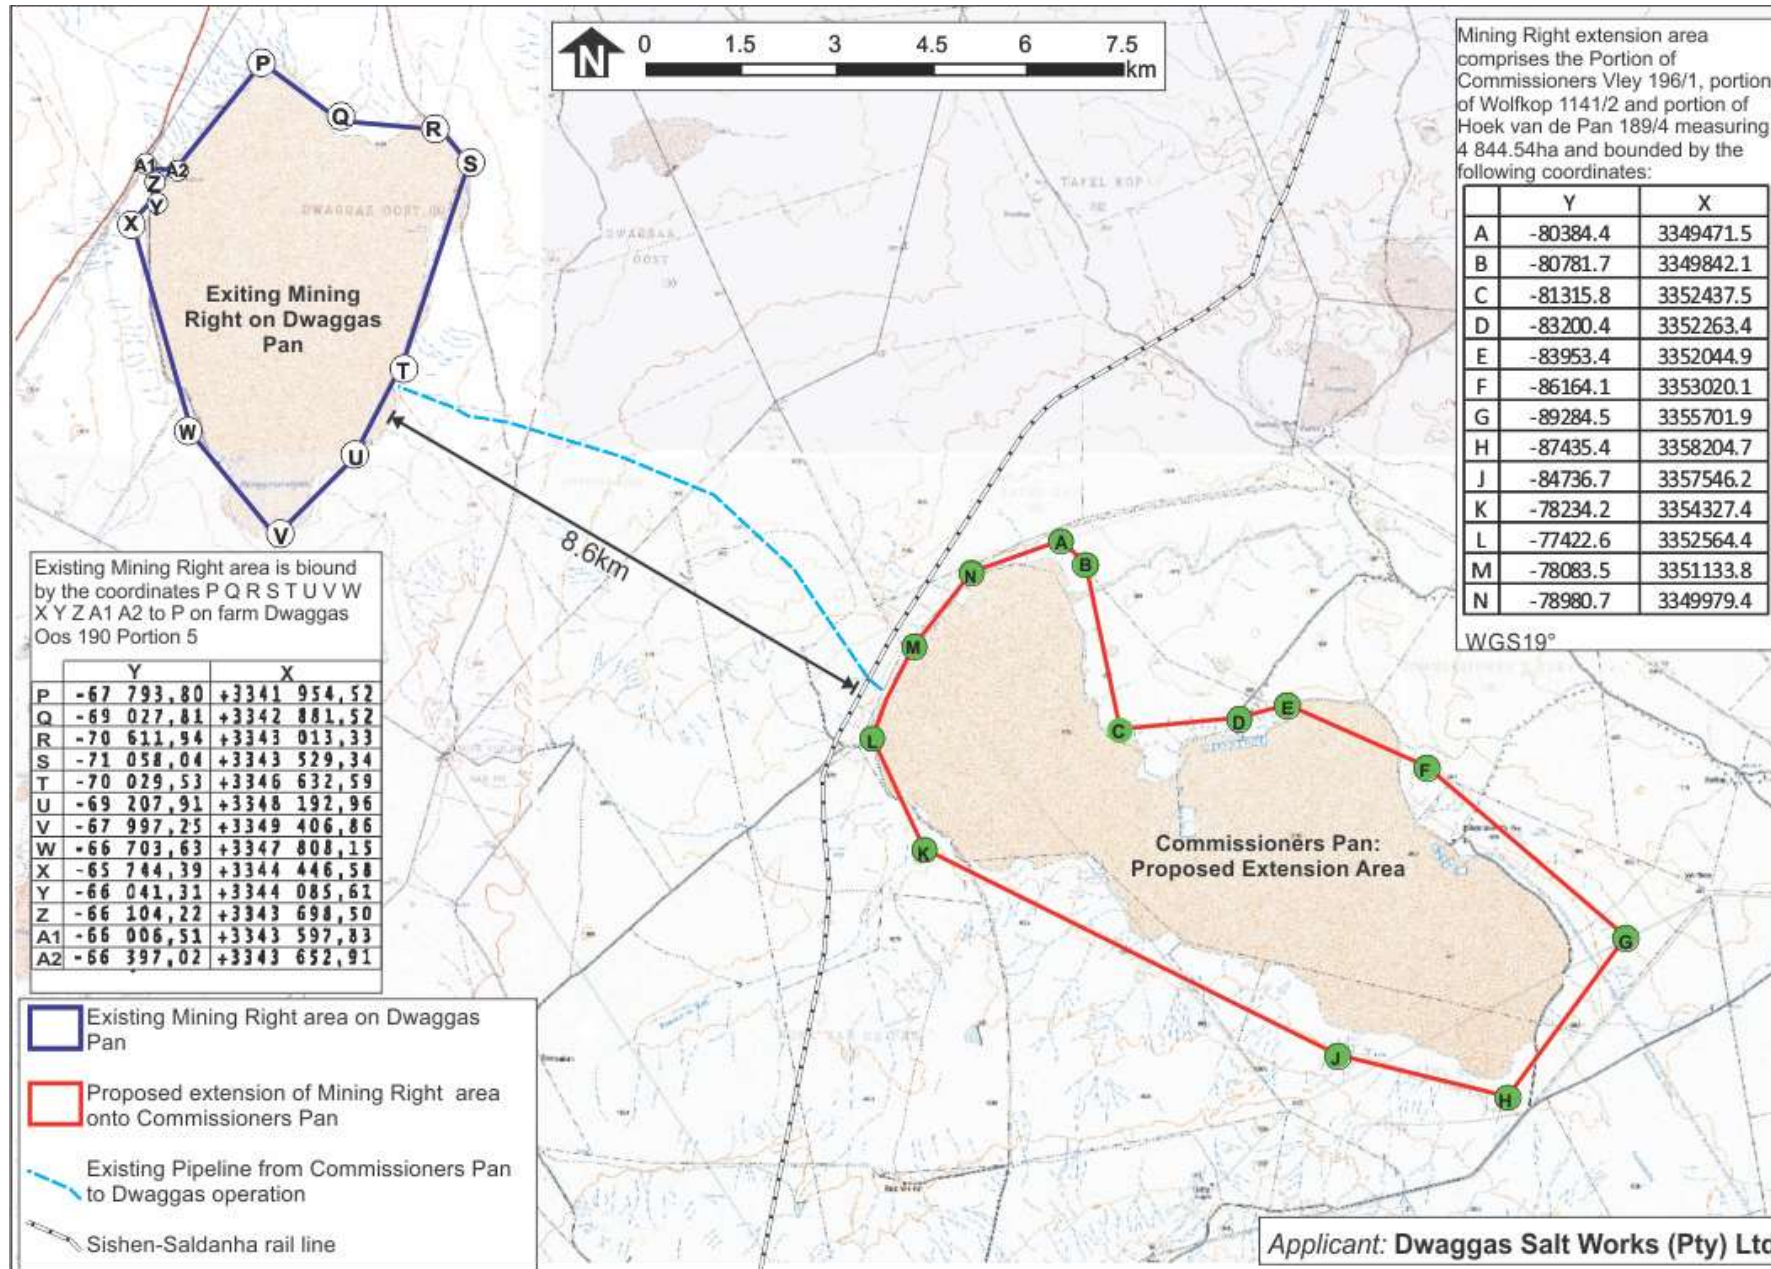 N
0 1.5 3 4.5 6 7.5
km
Mining Right extension area
comprises the Portion of
Commissioners Vley 196/1, portion
of Wolfkop 1141/2 and portion of
Hoek van de Pan 189/4 measuring
4 844.54ha and bounded by the
following coordinates:
Y X
A -80384.4 3349471.5
B -80781.7 3349842.1
C -81315.8 3352437.5
D -83200.4 3352263.4
E -83953.4 3352044.9
F -86164.1 3353020.1
G -89284.5 3355701.9
H -87435.4 3358204.7
J -84736.7 3357546.2
K -78234.2 3354327.4
L -77422.6 3352564.4
M -78083.5 3351133.8
N -78980.7 3349979.4
WGS19°
P
Q
R
S
A1
A2
Z
Y
X
DWAGGAS OOST
TAFEL KOP
DWAGGAS
OOST
Exiting Mining
Right on Dwaggas
Pan
T
W
U
V
8.6km
A
B
N
M
L
C
D
E
F
K
Commissioners Pan:
Proposed Extension Area
G
J
H
Existing Mining Right area is biound
by the coordinates P Q R S T U V W
X Y Z A1 A2 to P on farm Dwaggas
Oos 190 Portion 5
Y X
P -67 793,80 +3341 954,52
Q -69 027,81 +3342 881,52
R -70 611,94 +3343 013,33
S -71 058,04 +3343 529,34
T -70 029,53 +3346 632,59
U -69 207,91 +3348 192,96
V -67 997,25 +3349 406,86
W -66 703,63 +3347 808,15
X -65 744,39 +3344 446,58
Y -66 041,31 +3344 085,61
Z -66 104,22 +3343 698,50
A1 -66 006,51 +3343 597,83
A2 -66 397,02 +3343 652,91
Existing Mining Right area on Dwaggas
Pan
Proposed extension of Mining Right area
onto Commissioners Pan
Existing Pipeline from Commissioners Pan
to Dwaggas operation
Sishen-Saldanha rail line
Applicant: Dwaggas Salt Works (Pty) Ltd